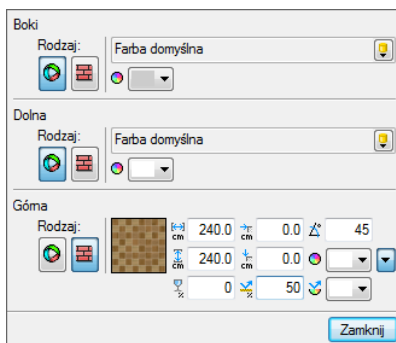 Boki
Rodzaj:
Farba domyślna
Dolna
Rodzaj:
Farba domyślna
Górna
Rodzaj:
cm 240.0 cm 0.0 45
cm 240.0 cm 0.0
% 0 % 50
Zamknij